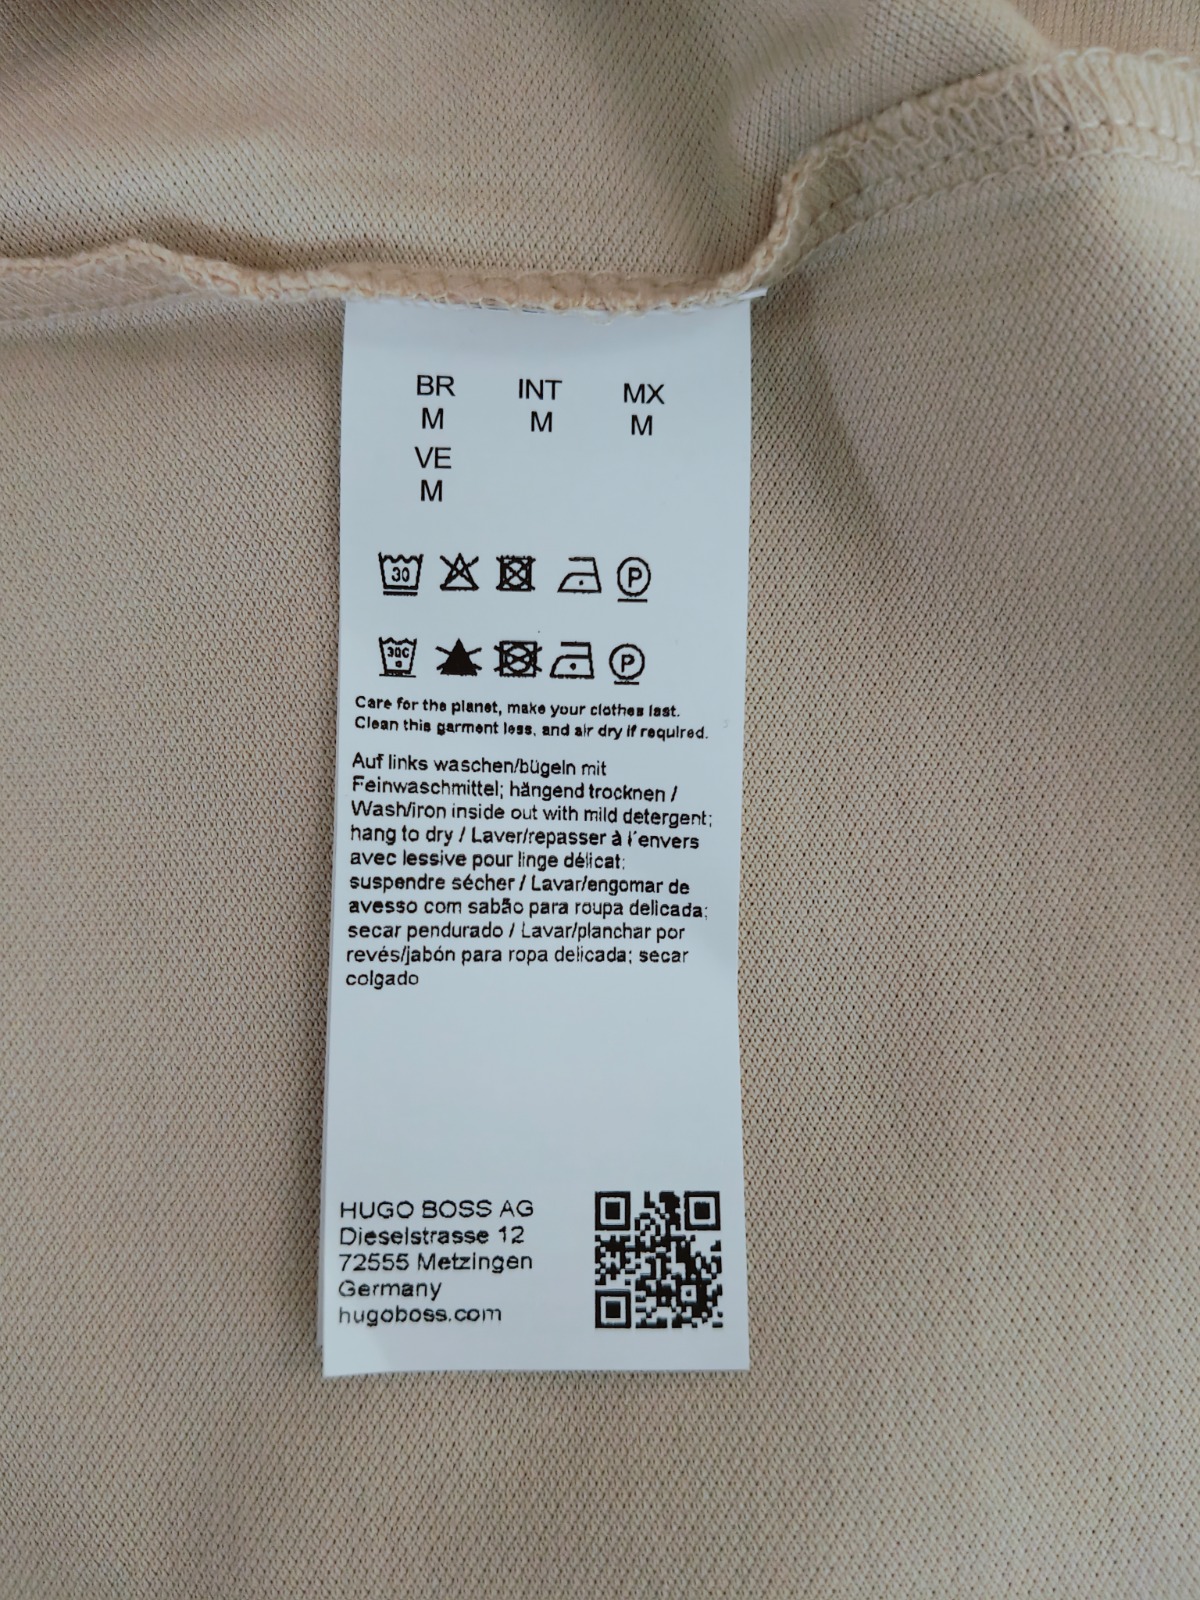 BR INT MX
M M M
VE
M
30 P
30C P
Care for the planet, make your clothes last.
Clean this garment less, and air dry if required.
Auf links waschen/bügeln mit
Feinwaschmittel; hängend trocknen /
Wash/iron inside out with mild detergent;
hang to dry / Laver/repasser à l'envers
avec lessive pour linge délicat;
suspendre sécher / Lavar/engomar de
avesso com sabão para roupa delicada;
secar pendurado / Lavar/planchar por
revés/jabón para ropa delicada; secar
colgado
HUGO BOSS AG
Dieselstrasse 12
72555 Metzingen
Germany
hugoboss.com